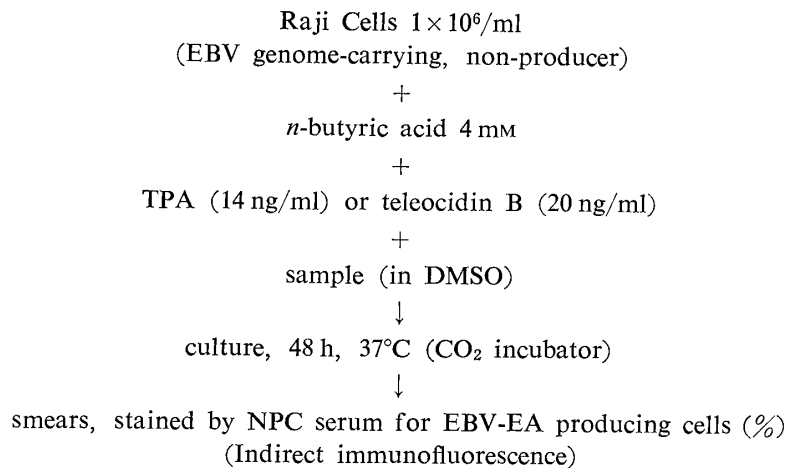 Raji Cells 1×10⁶/ml
(EBV genome-carrying, non-producer)
+
n-butyric acid 4 mM
+
TPA (14 ng/ml) or teleocidin B (20 ng/ml)
+
sample (in DMSO)
↓
culture, 48 h, 37°C (CO₂ incubator)
↓
smears, stained by NPC serum for EBV-EA producing cells (%)
(Indirect immunofluorescence)